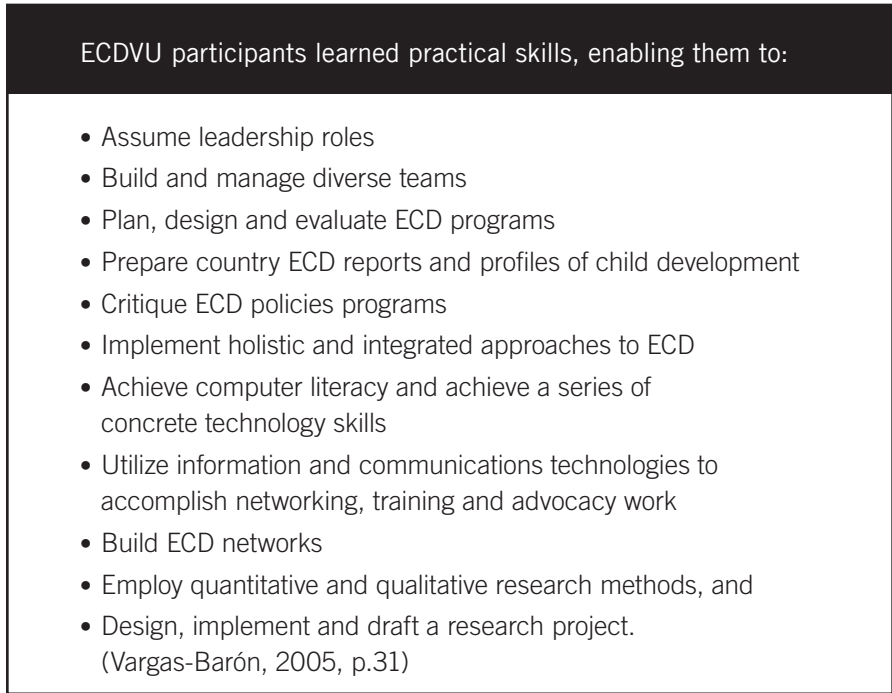 ECDVU participants learned practical skills, enabling them to:
• Assume leadership roles
• Build and manage diverse teams
• Plan, design and evaluate ECD programs
• Prepare country ECD reports and profiles of child development
• Critique ECD policies programs
• Implement holistic and integrated approaches to ECD
• Achieve computer literacy and achieve a series of
concrete technology skills
• Utilize information and communications technologies to
accomplish networking, training and advocacy work
• Build ECD networks
• Employ quantitative and qualitative research methods, and
• Design, implement and draft a research project.
(Vargas-Barón, 2005, p.31)